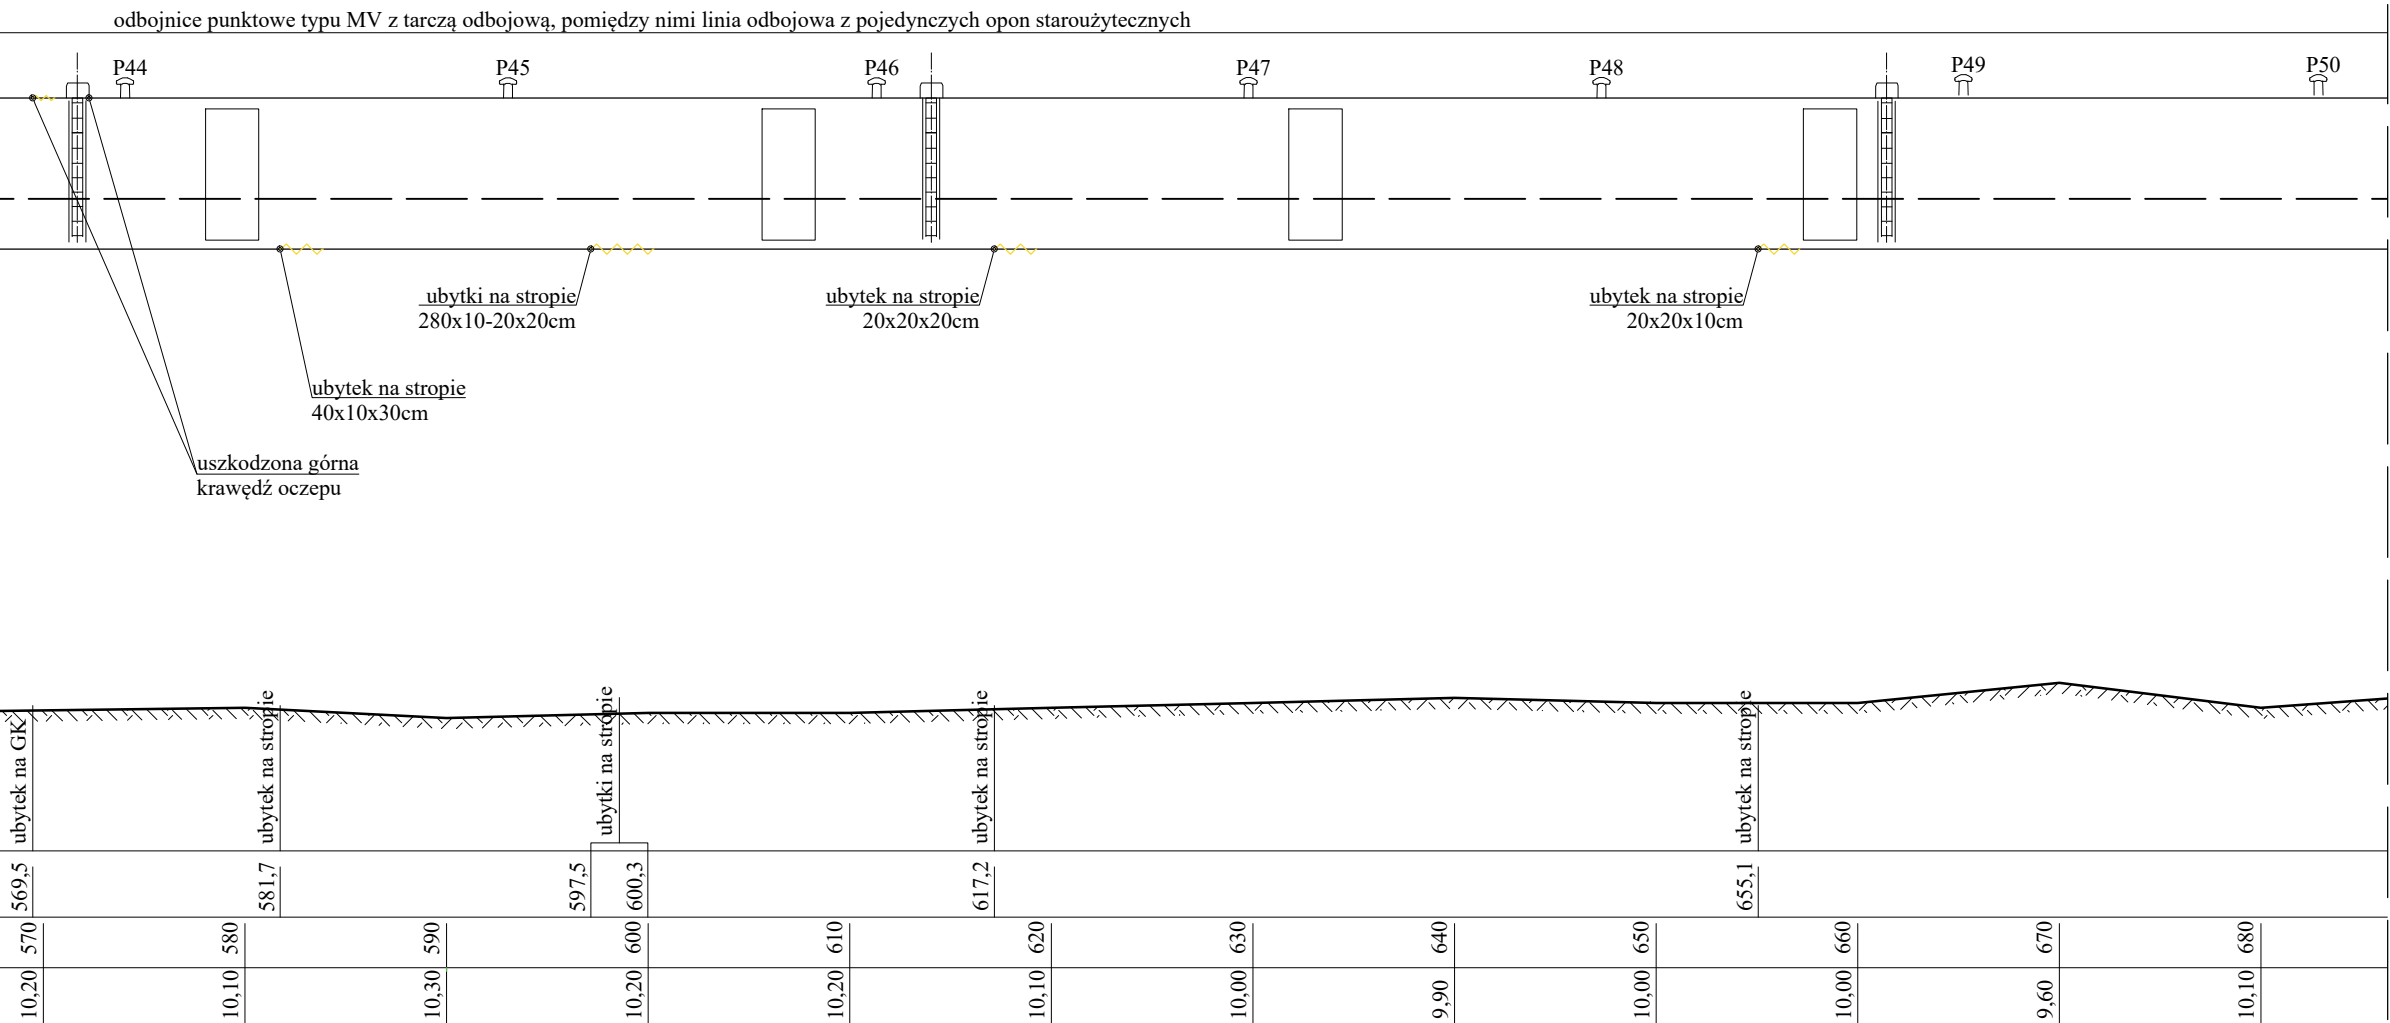 odbojnice punktowe typu MV z tarczą odbojową, pomiędzy nimi linia odbojowa z pojedynczych opon staroużytecznych
P44
P45
P46
P47
P48
P49
P50
ubytki na stropie
280x10-20x20cm
ubytek na stropie
20x20x20cm
ubytek na stropie
20x20x10cm
ubytek na stropie
40x10x30cm
uszkodzona górna
krawędź oczepu
ubytek na GK
ubytek na stropie
ubytki na stropie
ubytek na stropie
ubytek na stropie
569,5
581,7
597,5
600,3
617,2
655,1
570
580
590
600
610
620
630
640
650
660
670
680
10,20
10,10
10,30
10,20
10,20
10,10
10,00
9,90
10,00
10,00
9,60
10,10